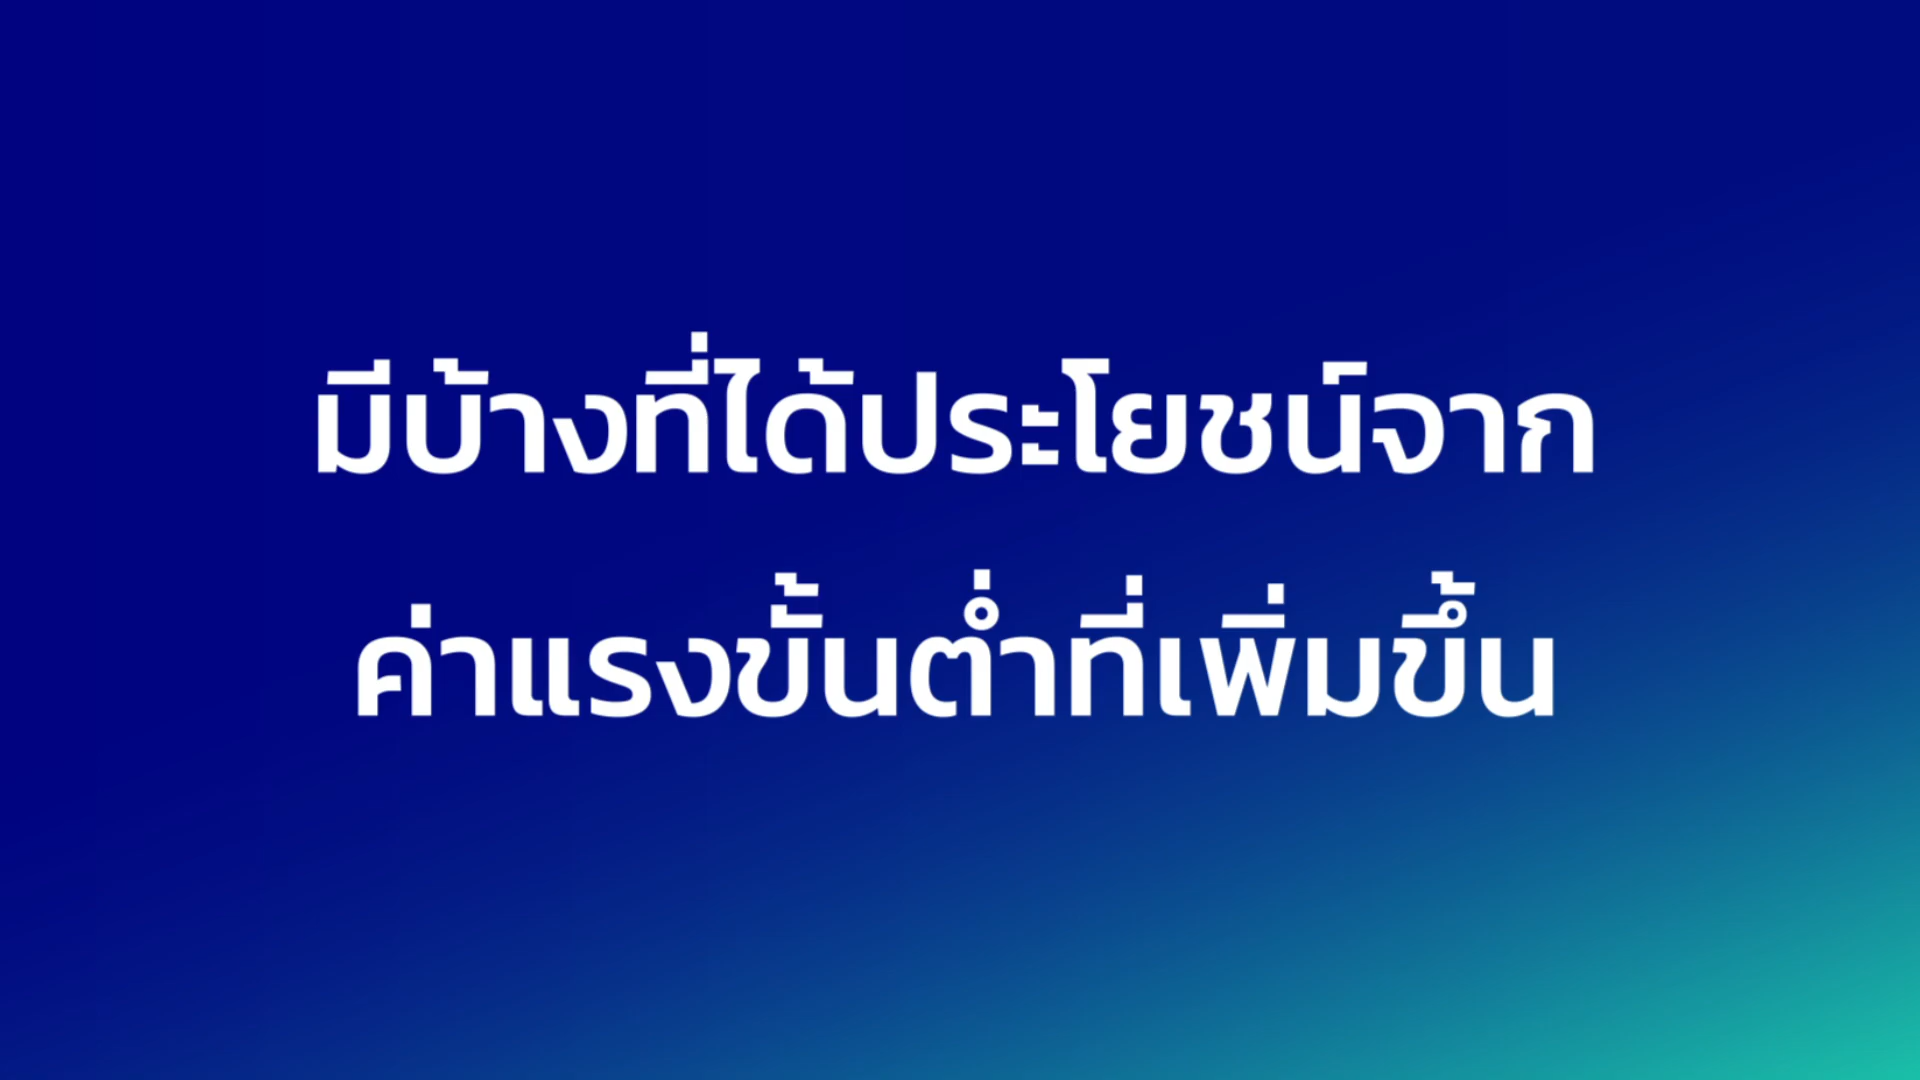 มีบ้างที่ได้ประโยชน์จาก
ค่าแรงขั้นต่ำที่เพิ่มขึ้น